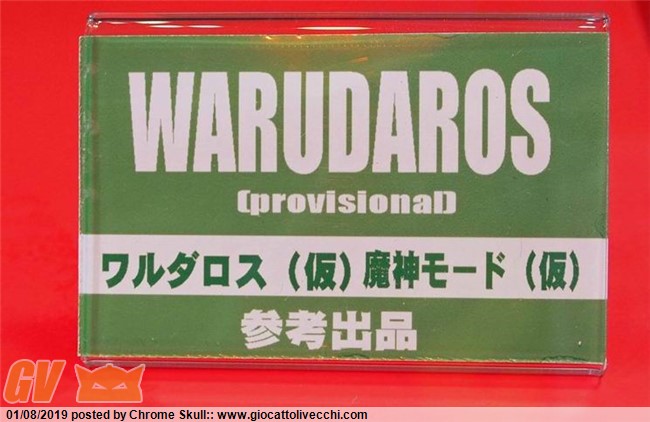 WARUDAROS
(provisional)
ワルダロス（仮）魔神モード（仮）
参考出品
GV
01/08/2019 posted by Chrome Skull:: www.giocattolivecchi.com